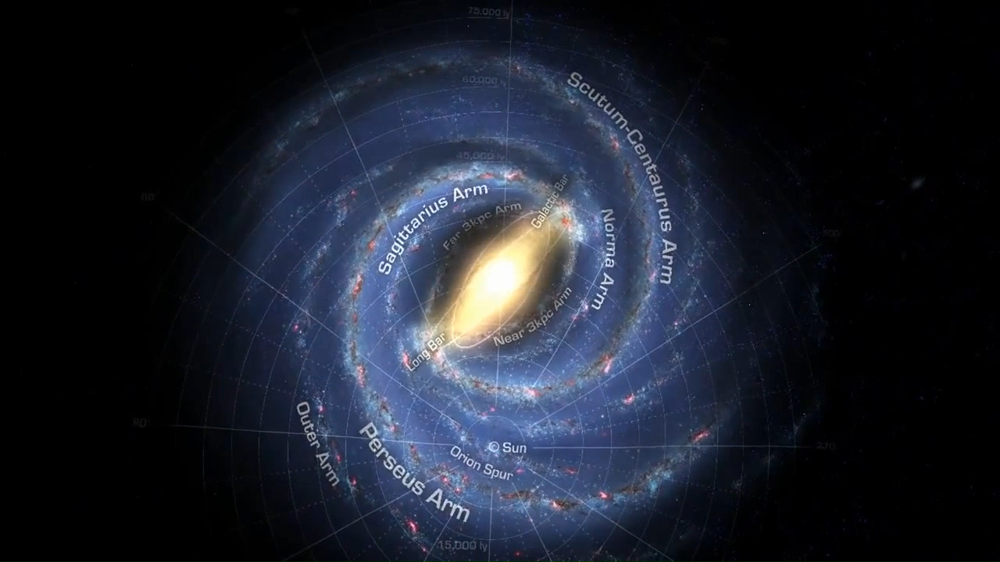 75,000 ly
60,000 ly
Scutum-Centaurus Arm
45,000 ly
Sagittarius Arm
Far 3kpc Arm
Galactic Bar
Norma Arm
Near 3kpc Arm
Long Bar
Outer Arm
Perseus Arm
Sun
Orion Spur
270
15,000 ly